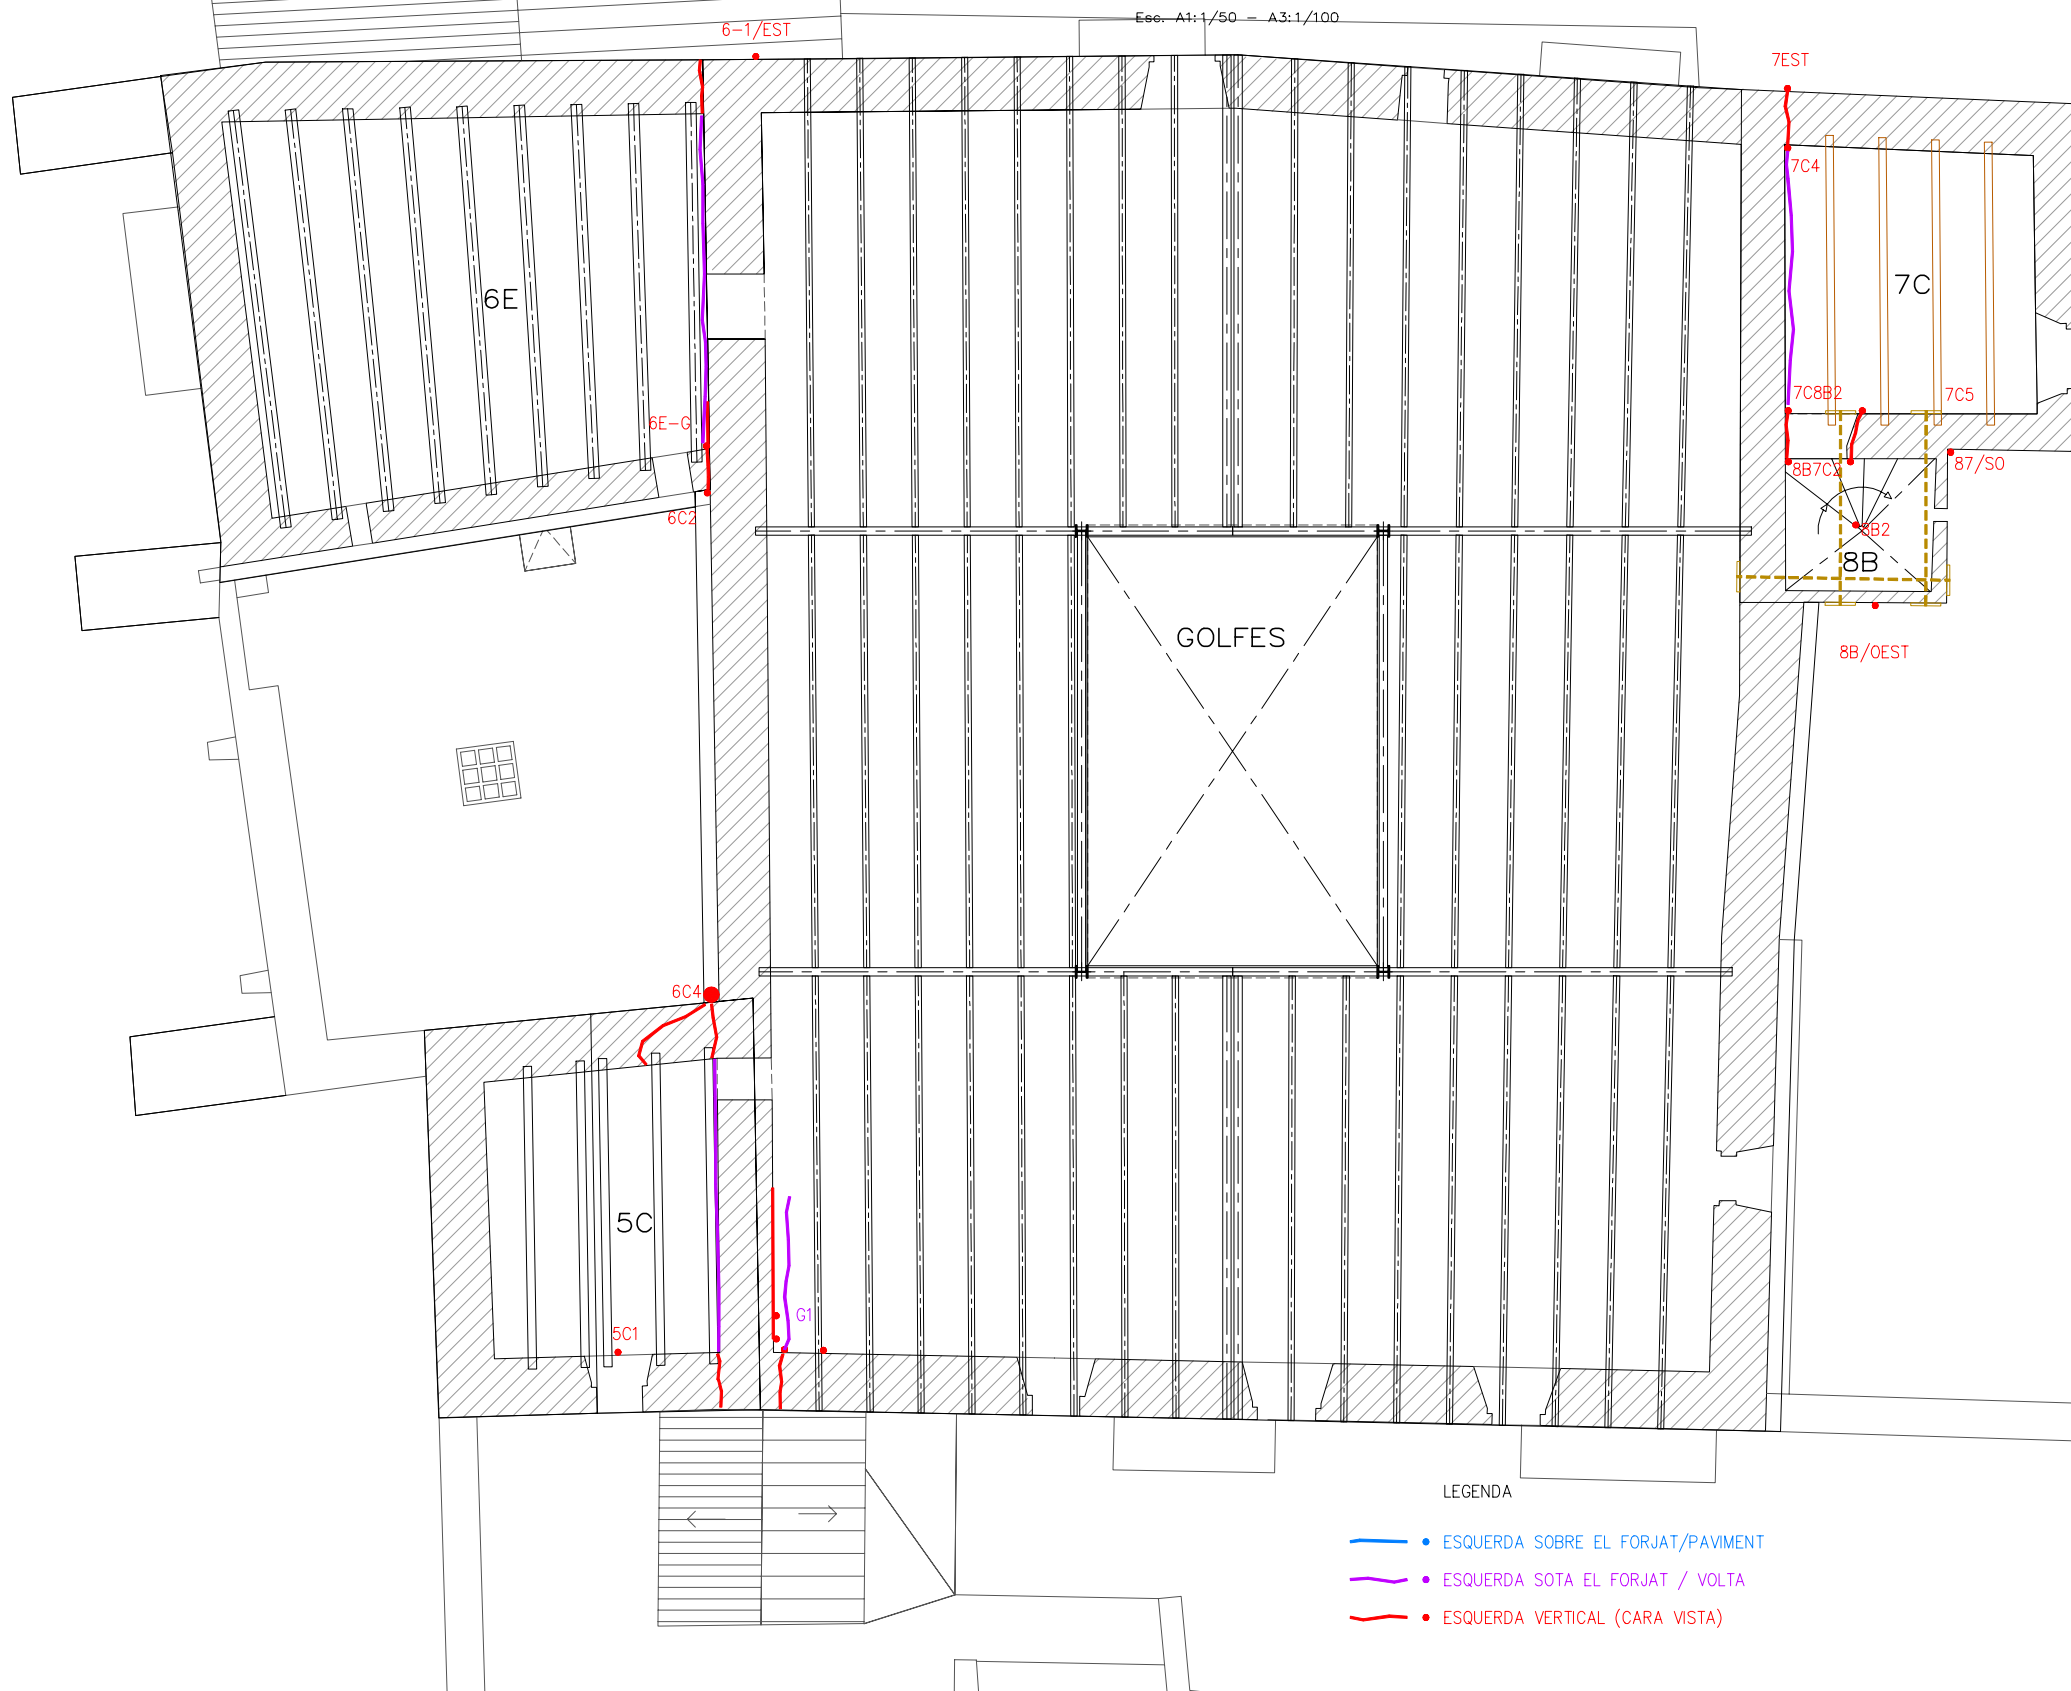 Esc. A1:1/50 - A3:1/100
6-1/EST
7EST
7C4
6E
7C
7C8B2
7C5
6E-G
8B7C2
87/SO
6C2
8B2
8B
GOLFES
8B/OEST
6C4
5C
G1
5C1
LEGENDA
ESQUERDA SOBRE EL FORJAT/PAVIMENT
ESQUERDA SOTA EL FORJAT / VOLTA
ESQUERDA VERTICAL (CARA VISTA)